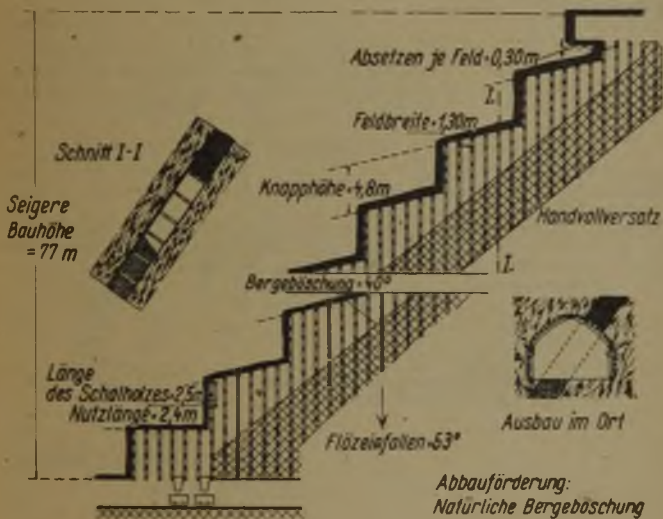 Absetzen je Feld=0,30m
I.
Feldbreite=1,30m
Schnitt I-I
Knapphöhe=4,8m
Seigere
Bauhöhe
= 77 m
Handvollversatz
I.
Bergeböschung=40°
Länge
des Schalholzes=2,5m
Nutzlänge=2,4m
Flözeinfallen=53°
Ausbau im Ort
Abbauförderung:
Natürliche Bergeböschung